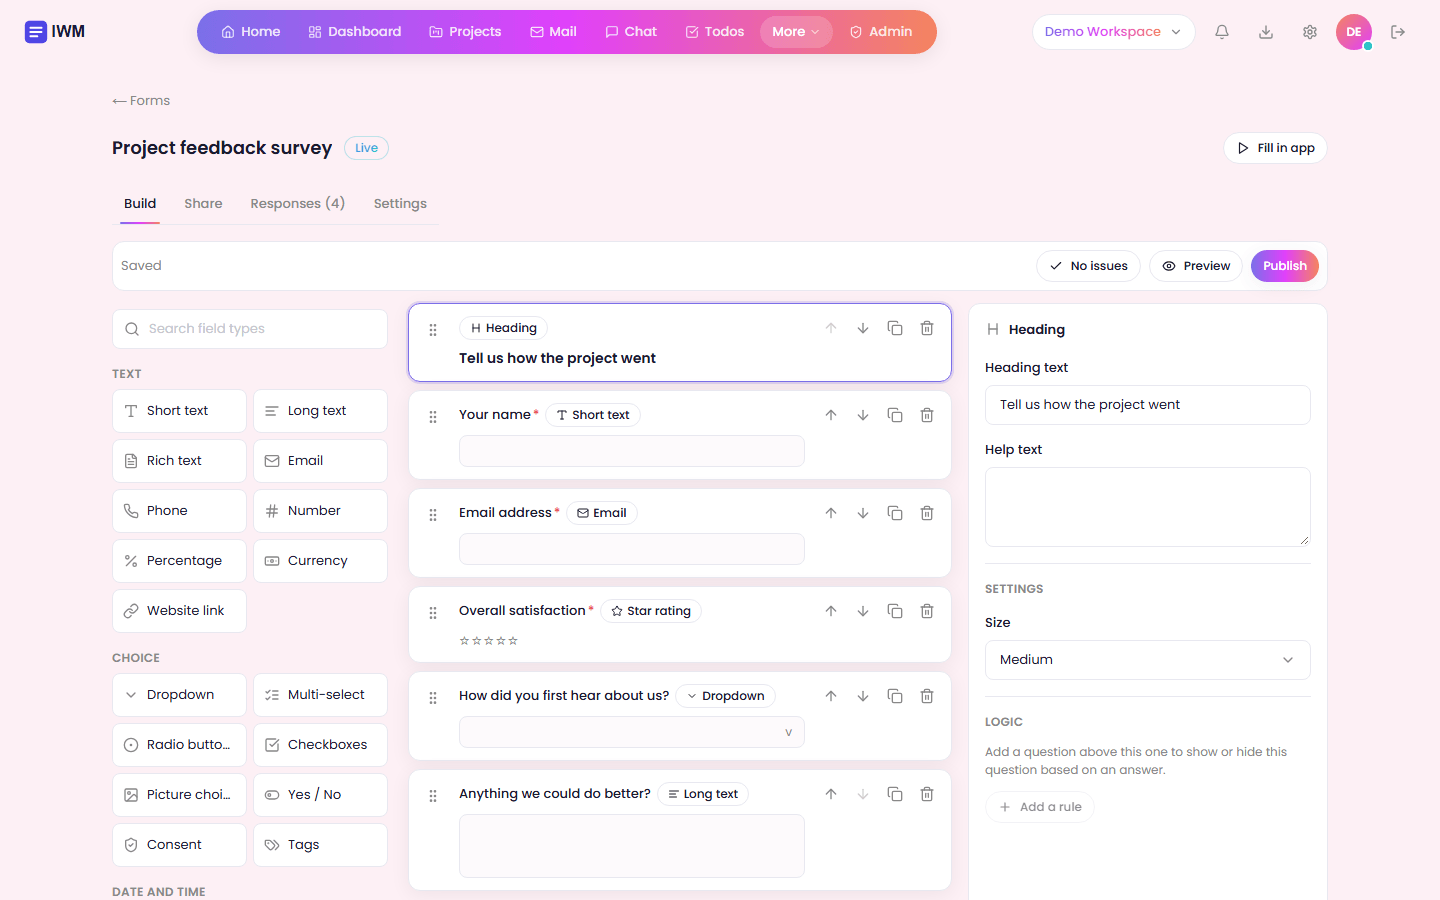 IWM
Home
Dashboard
Projects
Mail
Chat
Todos
More
Admin
Demo Workspace
DE
← Forms
Project feedback survey
Live
Fill in app
Build
Share
Responses (4)
Settings
Saved
No issues
Preview
Publish
Search field types
TEXT
Short text
Long text
Rich text
Email
Phone
Number
Percentage
Currency
Website link
CHOICE
Dropdown
Multi-select
Radio butto...
Checkboxes
Picture choi...
Yes / No
Consent
Tags
DATE AND TIME
H Heading
Tell us how the project went
Your name *
Short text
Email address *
Email
Overall satisfaction *
Star rating
☆☆☆☆☆
How did you first hear about us?
Dropdown
v
Anything we could do better?
Long text
H Heading
Heading text
Tell us how the project went
Help text
SETTINGS
Size
Medium
LOGIC
Add a question above this one to show or hide this
question based on an answer.
+ Add a rule